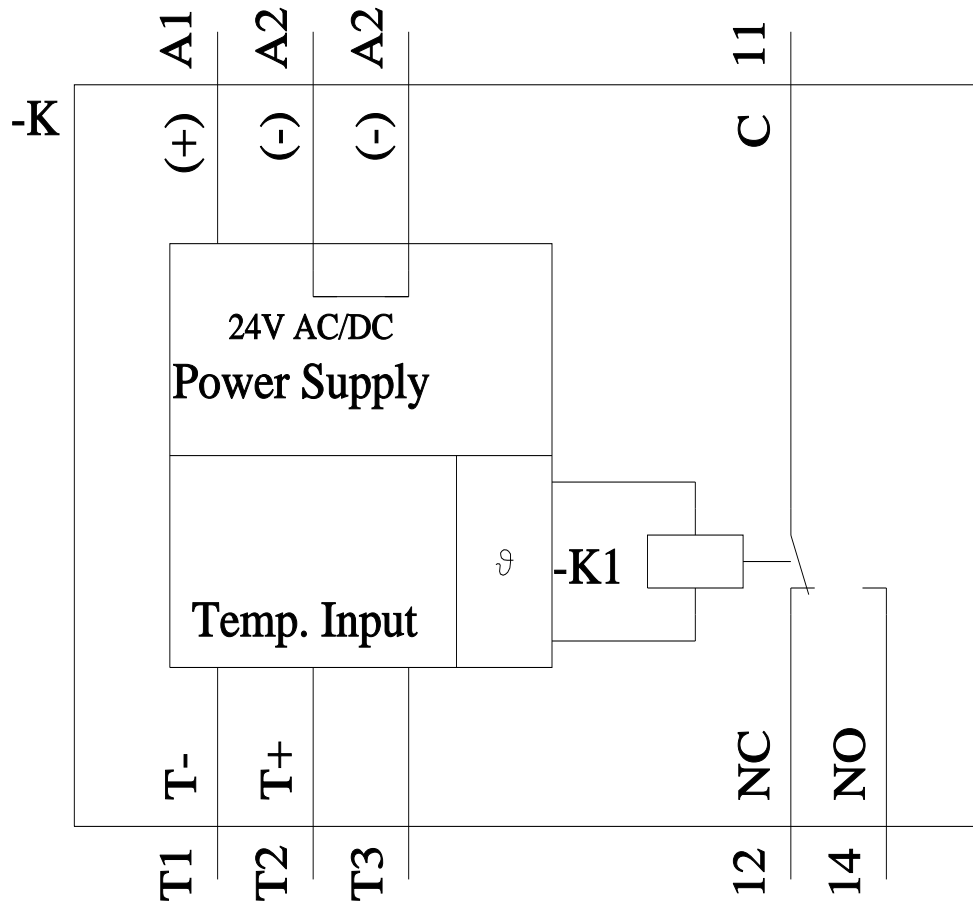 A1
A2
A2
11
-K
(+)
(-)
(-)
C
24V AC/DC
Power Supply
ϑ
-K1
Temp. Input
T-
T+
NC
NO
T1
T2
T3
12
14